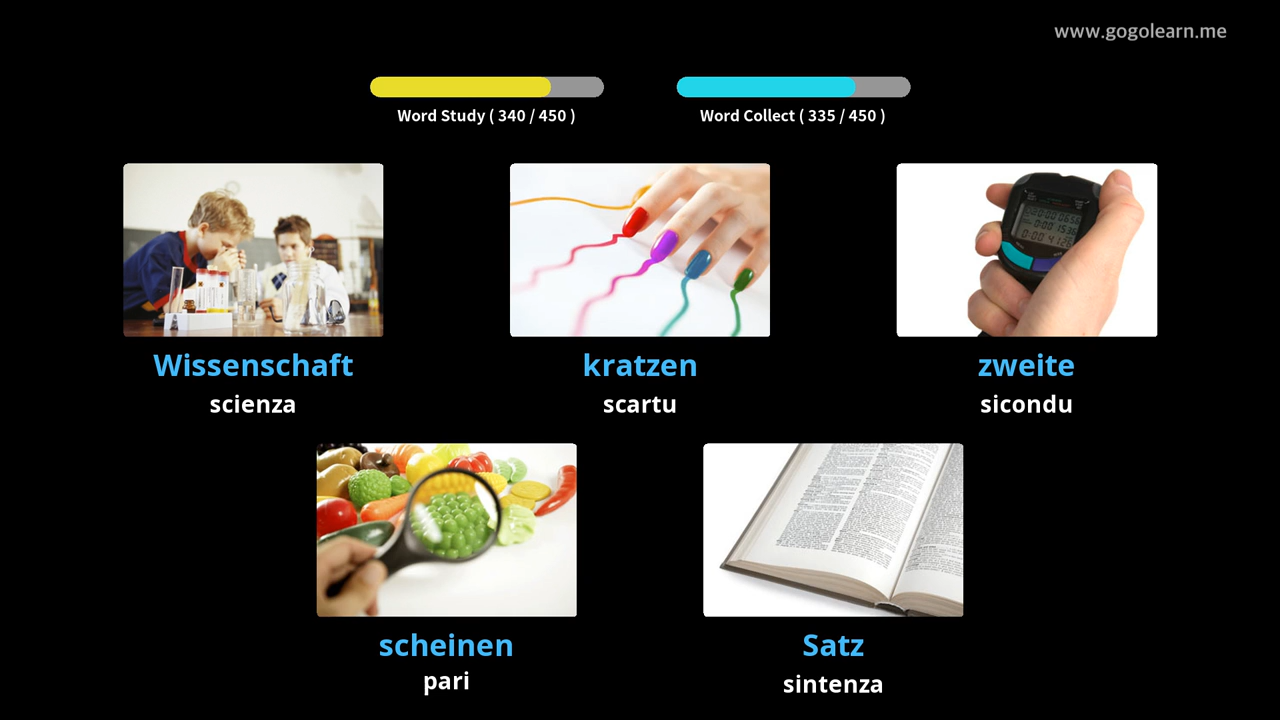 www.gogolearn.me
Word Study ( 340 / 450 )
Word Collect ( 335 / 450 )
Wissenschaft
scienza
kratzen
scartu
zweite
sicondu
scheinen
pari
Satz
sintenza